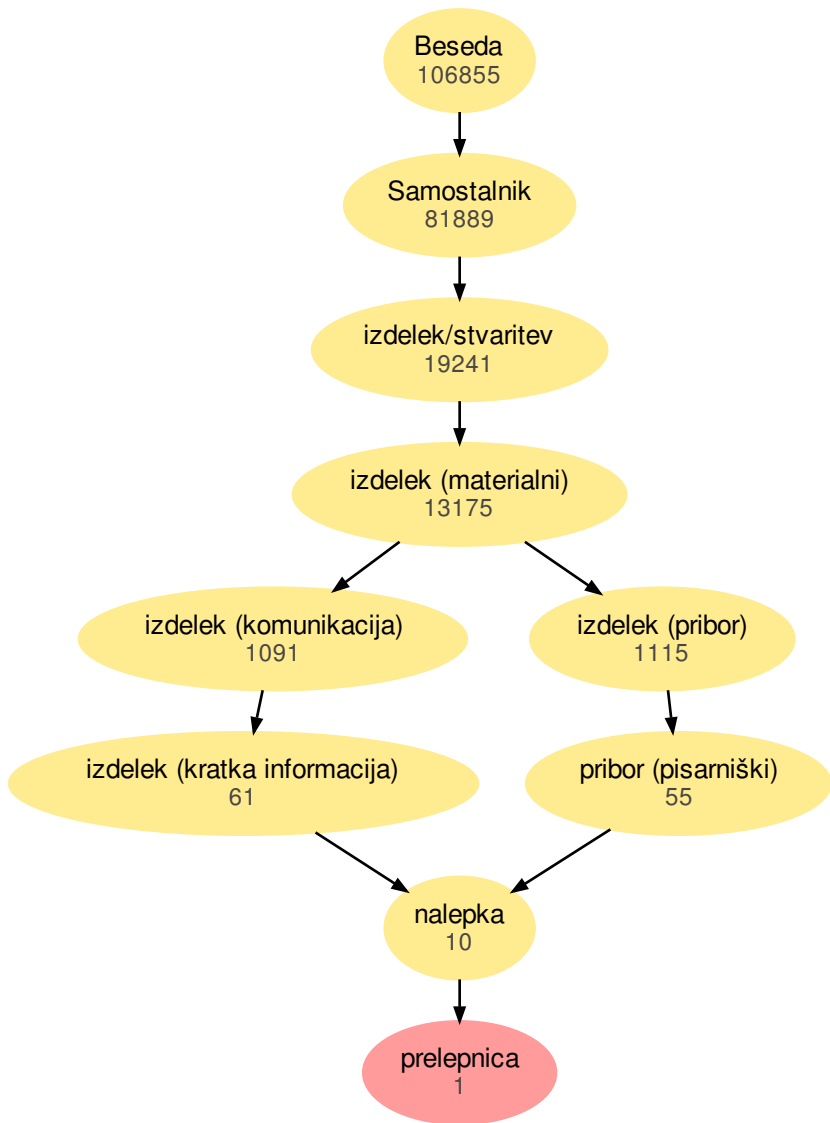 Beseda
106855
Samostalnik
81889
izdelek/stvaritev
19241
izdelek (materialni)
13175
izdelek (komunikacija)
1091
izdelek (pribor)
1115
izdelek (kratka informacija)
61
pribor (pisarniški)
55
nalepka
10
prelepnica
1